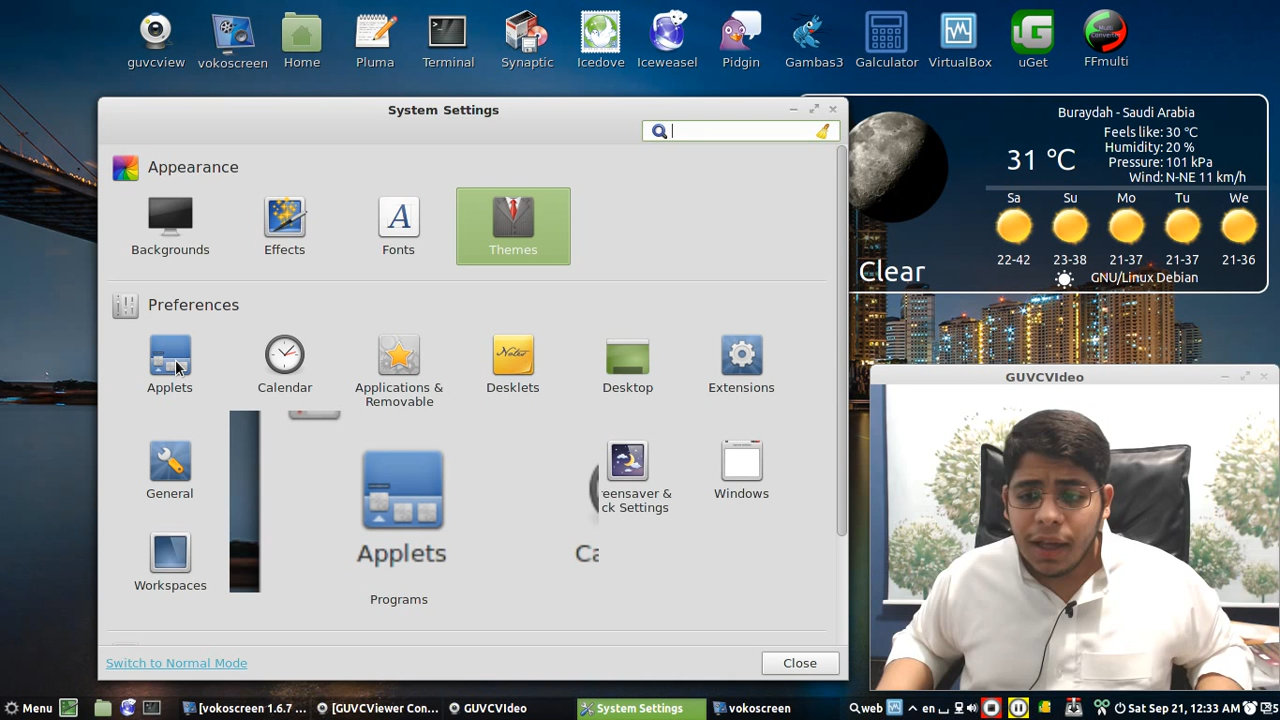 guvcview vokoscreen Home Pluma Terminal Synaptic Icedove Iceweasel Pidgin Gambas3 Galculator VirtualBox uGet FFmulti
System Settings
Appearance
Backgrounds Effects Fonts Themes
Preferences
Applets Calendar Applications & Desklets Desktop Extensions
Removable
General eensaver & Windows
ck Settings
Applets Ca
Workspaces
Programs
Switch to Normal Mode Close
Buraydah - Saudi Arabia
31 °C
Feels like: 30 °C
Humidity: 20 %
Pressure: 101 kPa
Wind: N-NE 11 km/h
Sa Su Mo Tu We
22-42 23-38 21-37 21-37 21-36
Clear
GNU/Linux Debian
GUVCVIdeo
Menu [vokoscreen 1.6.7 ... [GUVCViewer Con... GUVCVIdeo System Settings vokoscreen web en Sat Sep 21, 12:33 AM 5